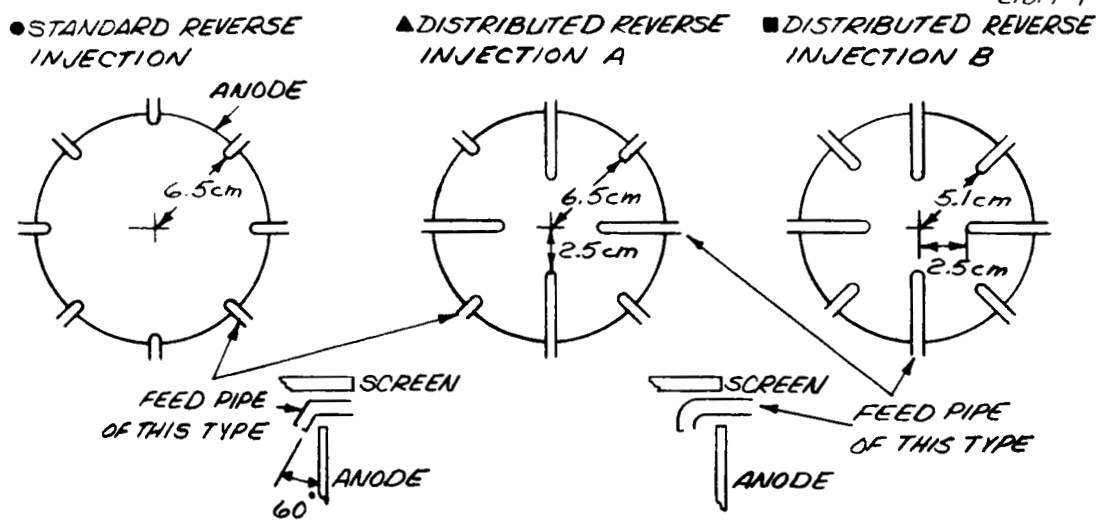 ●STANDARD REVERSE
INJECTION
▲DISTRIBUTED REVERSE
INJECTION A
■DISTRIBUTED REVERSE
INJECTION B
ANODE
6.5cm
6.5cm
2.5cm
5.1cm
2.5cm
FEED PIPE
OF THIS TYPE
SCREEN
ANODE
60°
SCREEN
ANODE
FEED PIPE
OF THIS TYPE